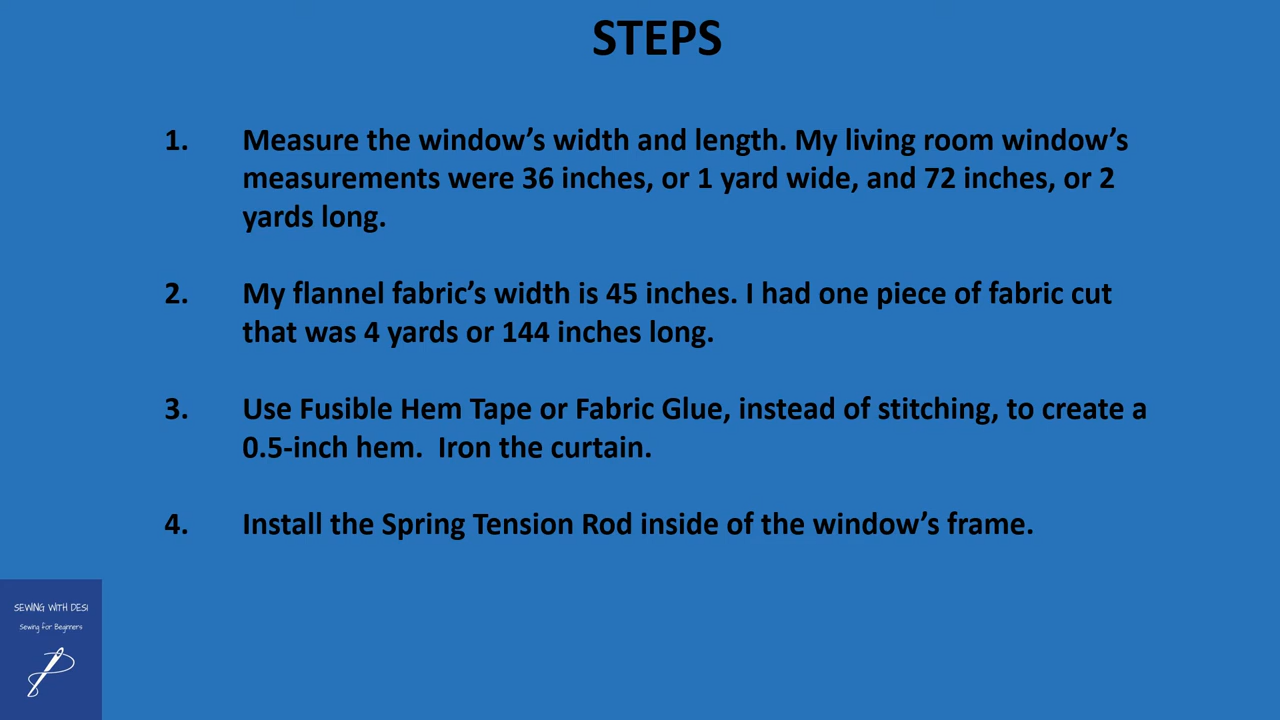 STEPS
1. Measure the window’s width and length. My living room window’s
measurements were 36 inches, or 1 yard wide, and 72 inches, or 2
yards long.
2. My flannel fabric’s width is 45 inches. I had one piece of fabric cut
that was 4 yards or 144 inches long.
3. Use Fusible Hem Tape or Fabric Glue, instead of stitching, to create a
0.5-inch hem.  Iron the curtain.
4. Install the Spring Tension Rod inside of the window’s frame.
SEWING WITH DESI
Sewing for Beginners